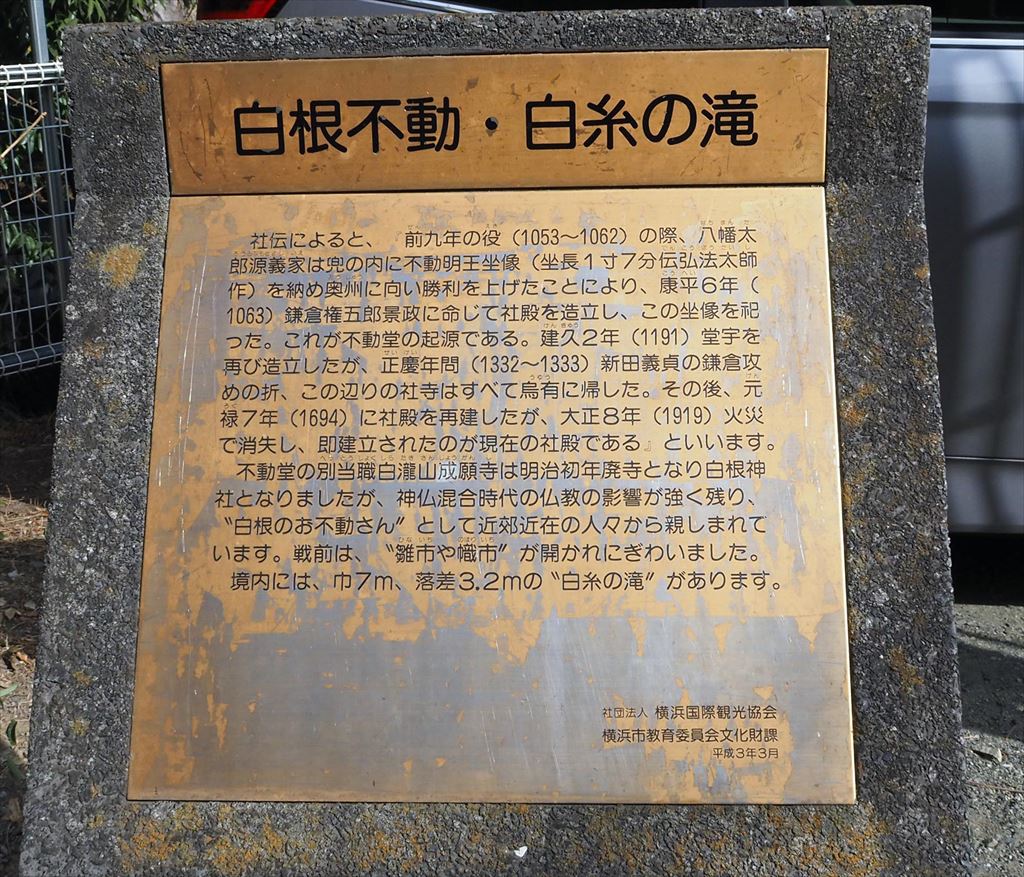 白根不動・白糸の滝
社伝によると、『前九年の役（1053～1062）の際、八幡太
郎源義家は兜の内に不動明王坐像（坐長１寸７分伝弘法太師
作）を納め奥州に向い勝利を上げたことにより、康平６年（
1063）鎌倉権五郎景政に命じて社殿を造立し、この坐像を祀
った。これが不動堂の起源である。建久２年（1191）堂宇を
再び造立したが、正慶年間（1332～1333）新田義貞の鎌倉攻
めの折、この辺りの社寺はすべて烏有に帰した。その後、元
禄７年（1694）に社殿を再建したが、大正８年（1919）火災
で消失し、即建立されたのが現在の社殿である』といいます。
不動堂の別当職白瀧山成願寺は明治初年廃寺となり白根神
社となりましたが、神仏混合時代の仏教の影響が強く残り、
〝白根のお不動さん〟として近郊近在の人々から親しまれて
います。戦前は、〝雛市や幟市〟が開かれにぎわいました。
境内には、巾７ｍ、落差３.２ｍの〝白糸の滝〟があります。
社団法人 横浜国際観光協会
横浜市教育委員会文化財課
平成３年３月